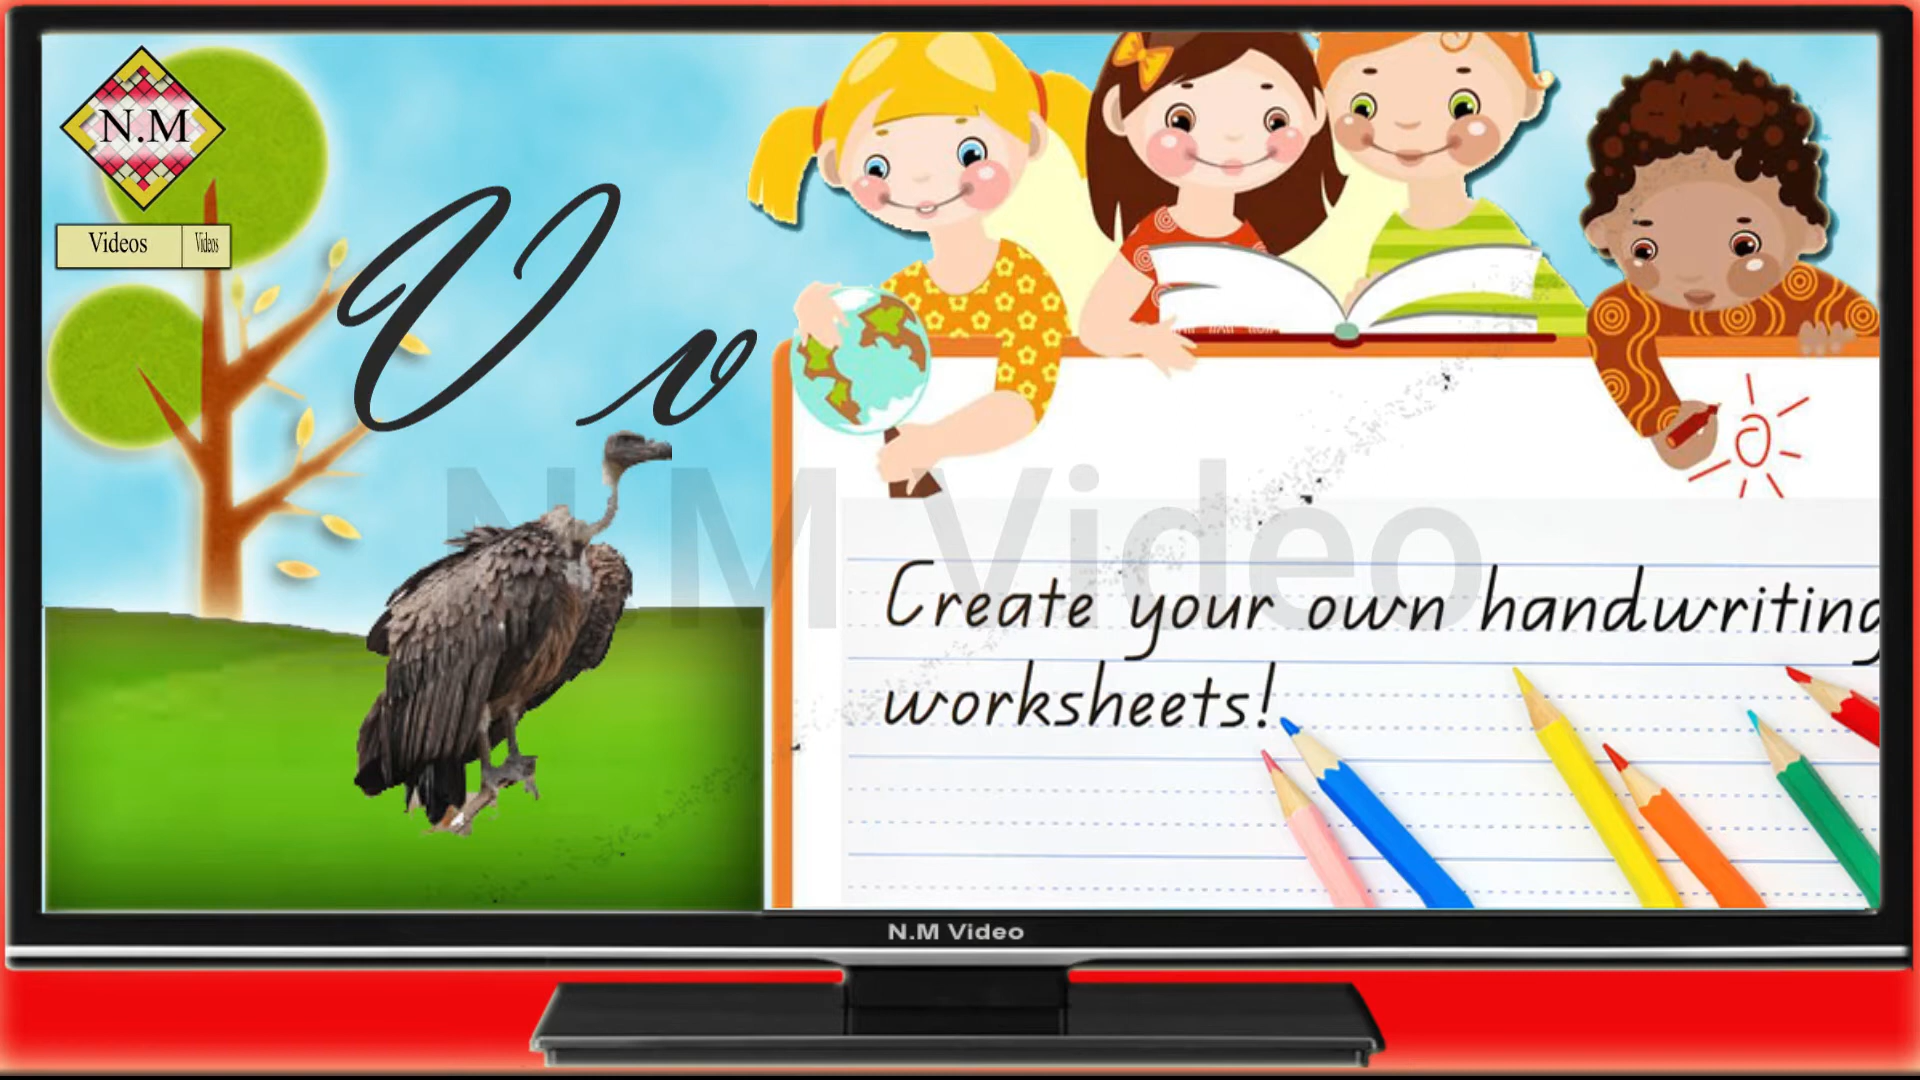 N.M
Videos Videos
V v
N.M Video
Create your own handwriting
worksheets!
N.M Video